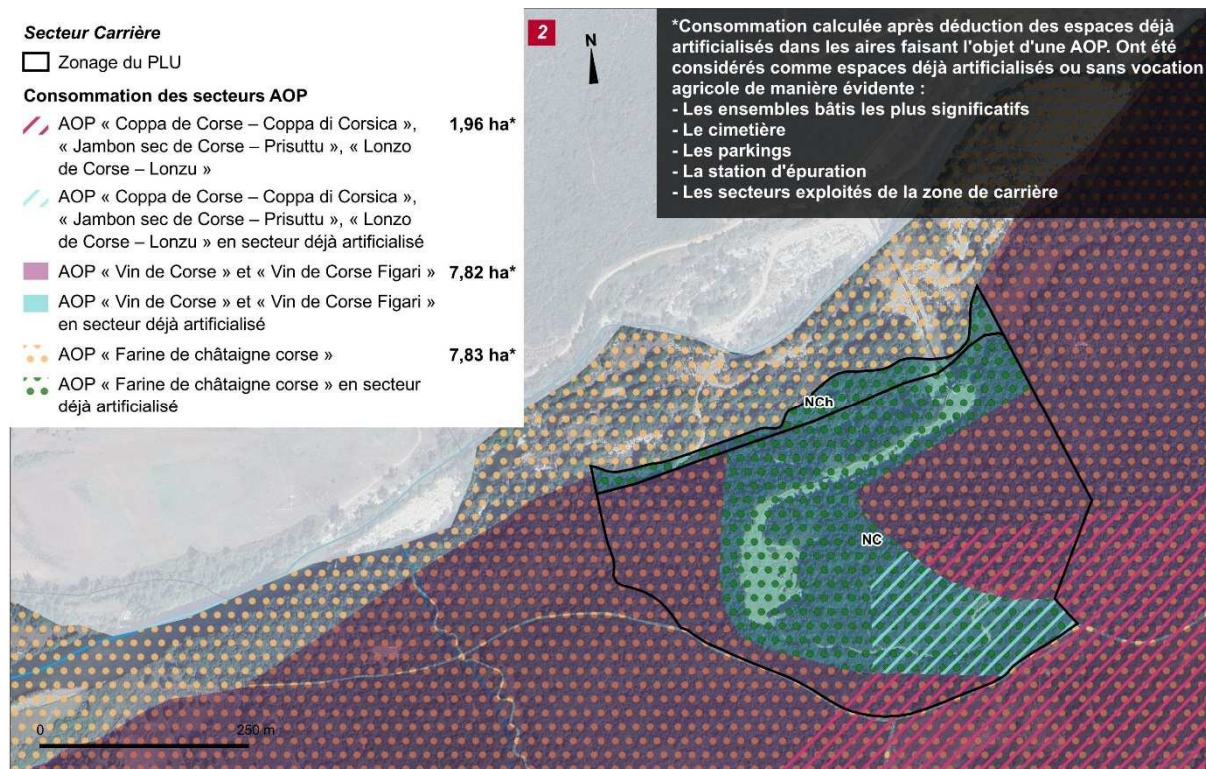 Secteur Carrière
Zonage du PLU
Consommation des secteurs AOP
AOP « Coppa de Corse – Coppa di Corsica », 1,96 ha*
« Jambon sec de Corse – Prisuttu », « Lonzo
de Corse – Lonzu »
AOP « Coppa de Corse – Coppa di Corsica »,
« Jambon sec de Corse – Prisuttu », « Lonzo
de Corse – Lonzu » en secteur déjà artificialisé
AOP « Vin de Corse » et « Vin de Corse Figari » 7,82 ha*
AOP « Vin de Corse » et « Vin de Corse Figari »
en secteur déjà artificialisé
AOP « Farine de châtaigne corse » 7,83 ha*
AOP « Farine de châtaigne corse » en secteur
déjà artificialisé
2
N
*Consommation calculée après déduction des espaces déjà
artificialisés dans les aires faisant l'objet d'une AOP. Ont été
considérés comme espaces déjà artificialisés ou sans vocation
agricole de manière évidente :
- Les ensembles bâtis les plus significatifs
- Le cimetière
- Les parkings
- La station d'épuration
- Les secteurs exploités de la zone de carrière
NCh
NC
0 250 m